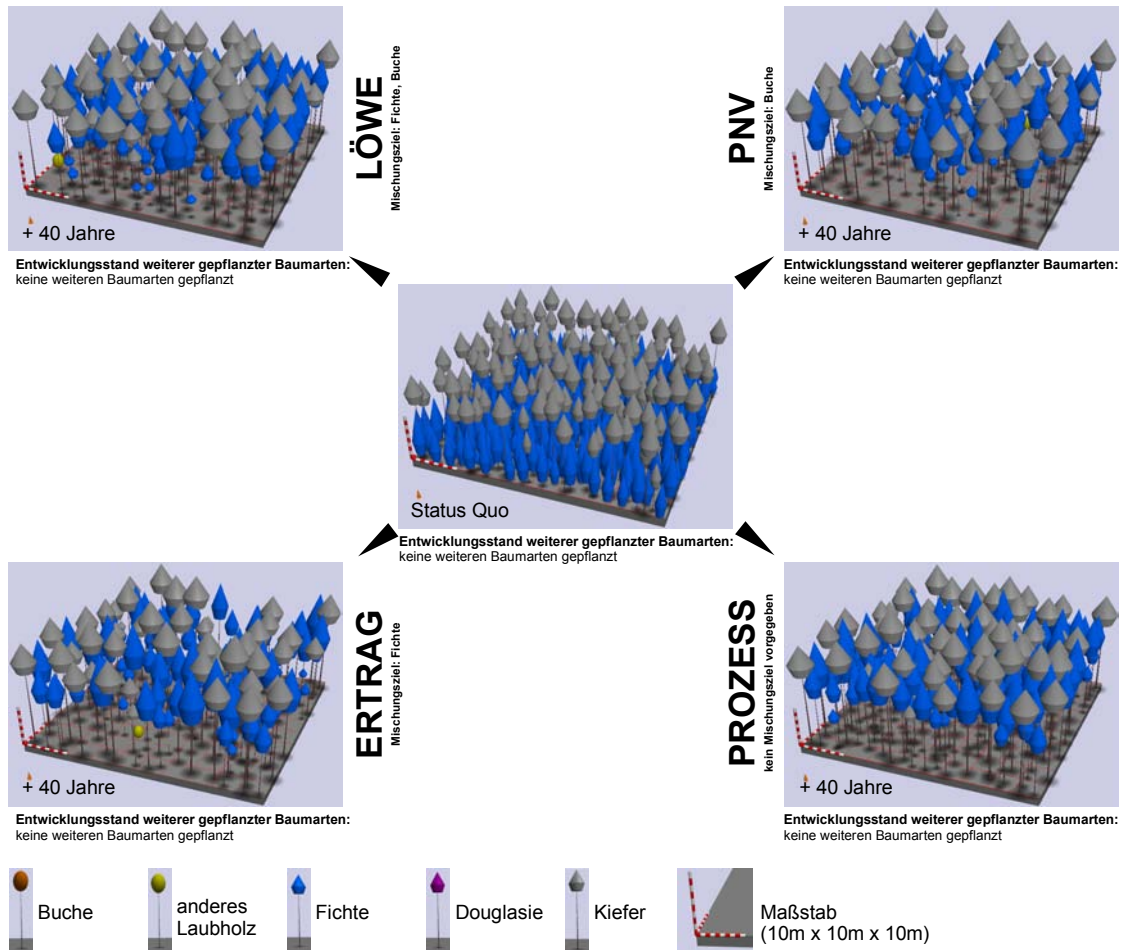 LÖWE
Mischungsziel: Fichte, Buche
+ 40 Jahre
Entwicklungsstand weiterer gepflanzter Baumarten:
keine weiteren Baumarten gepflanzt
PNV
Mischungsziel: Buche
+ 40 Jahre
Entwicklungsstand weiterer gepflanzter Baumarten:
keine weiteren Baumarten gepflanzt
Status Quo
Entwicklungsstand weiterer gepflanzter Baumarten:
keine weiteren Baumarten gepflanzt
ERTRAG
Mischungsziel: Fichte
+ 40 Jahre
Entwicklungsstand weiterer gepflanzter Baumarten:
keine weiteren Baumarten gepflanzt
PROZESS
kein Mischungsziel vorgegeben
+ 40 Jahre
Entwicklungsstand weiterer gepflanzter Baumarten:
keine weiteren Baumarten gepflanzt
Buche
anderes
Laubholz
Fichte
Douglasie
Kiefer
Maßstab
(10m x 10m x 10m)